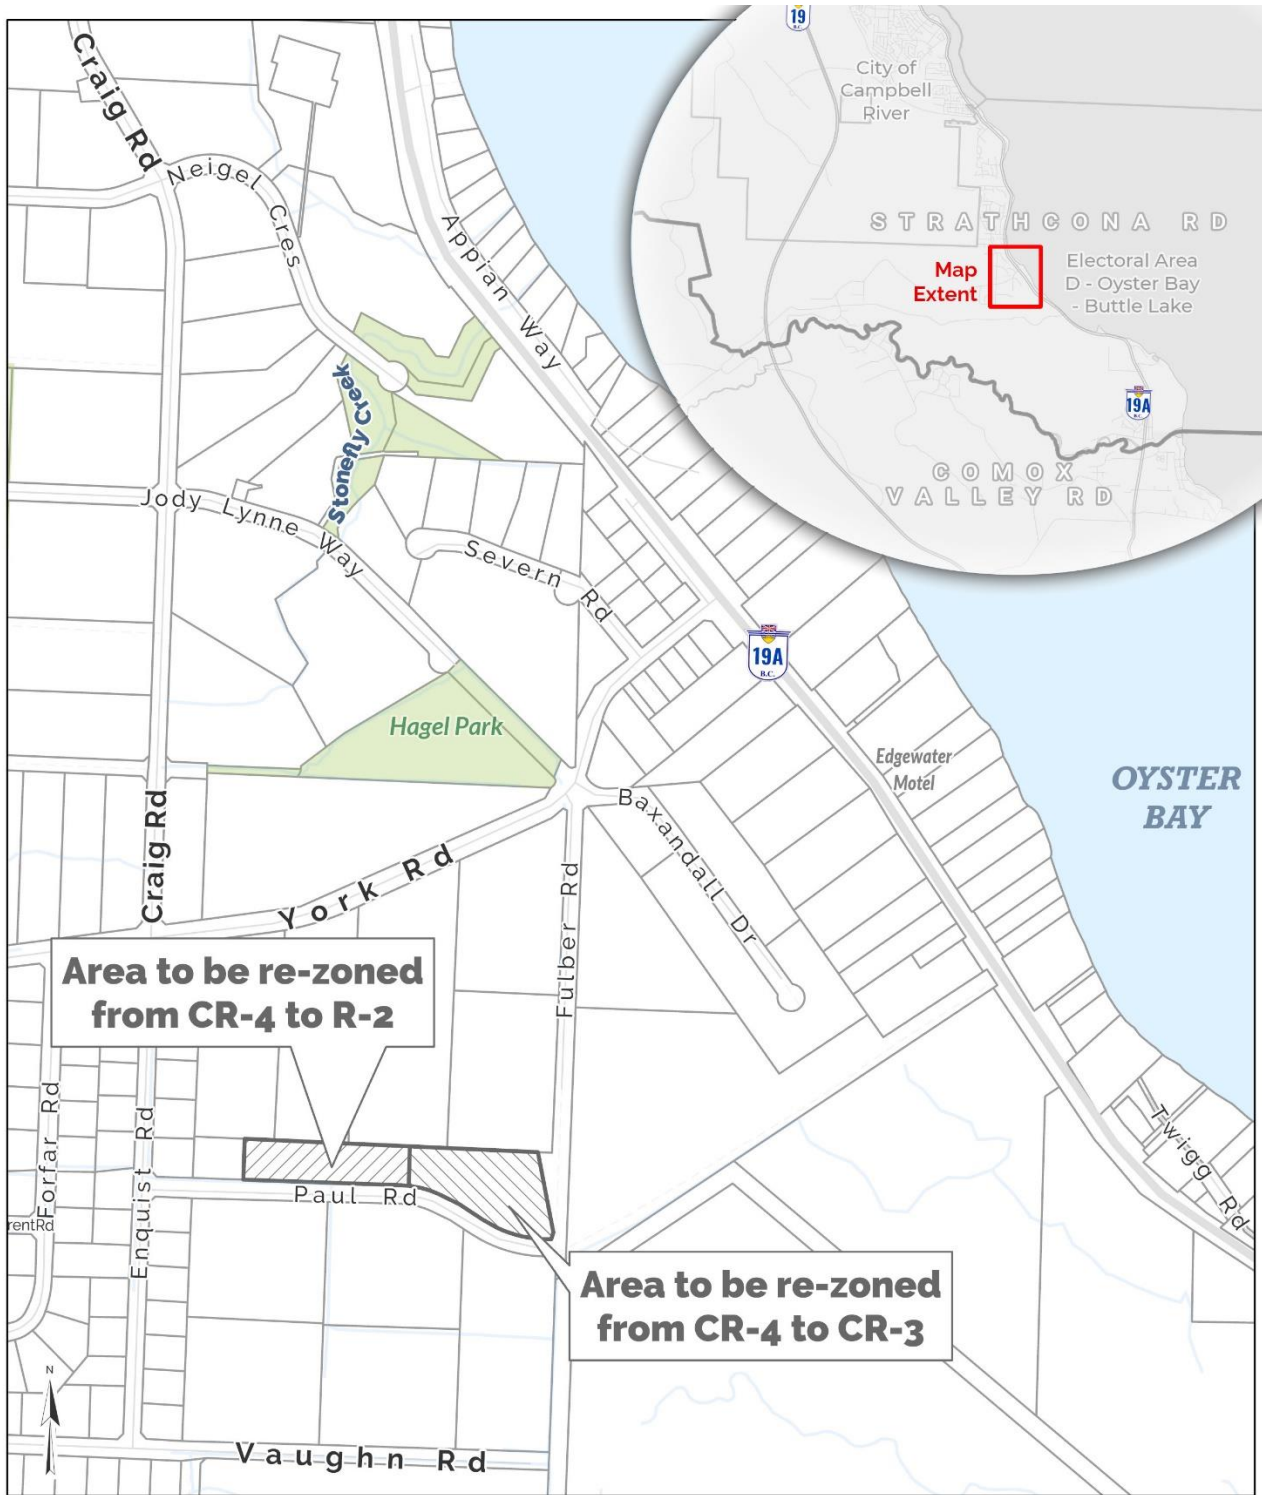 19
B.C.
City of
Campbell
River
STRATHCONA RD
Map
Extent
Electoral Area
D - Oyster Bay
- Buttle Lake
19A
B.C.
COMOX
VALLEY RD
Craig Rd
Neigel Cres
Appian Way
Stonefly Creek
Jody Lynne Way
Severn Rd
19A
B.C.
Hagel Park
Edgewater
Motel
OYSTER
BAY
Craig Rd
York Rd
Baxandall Dr
Fulber Rd
Area to be re-zoned
from CR-4 to R-2
Forfar Rd
Enquist Rd
Paul Rd
Twigg Rd
rentRd
Area to be re-zoned
from CR-4 to CR-3
N
Vaughn Rd